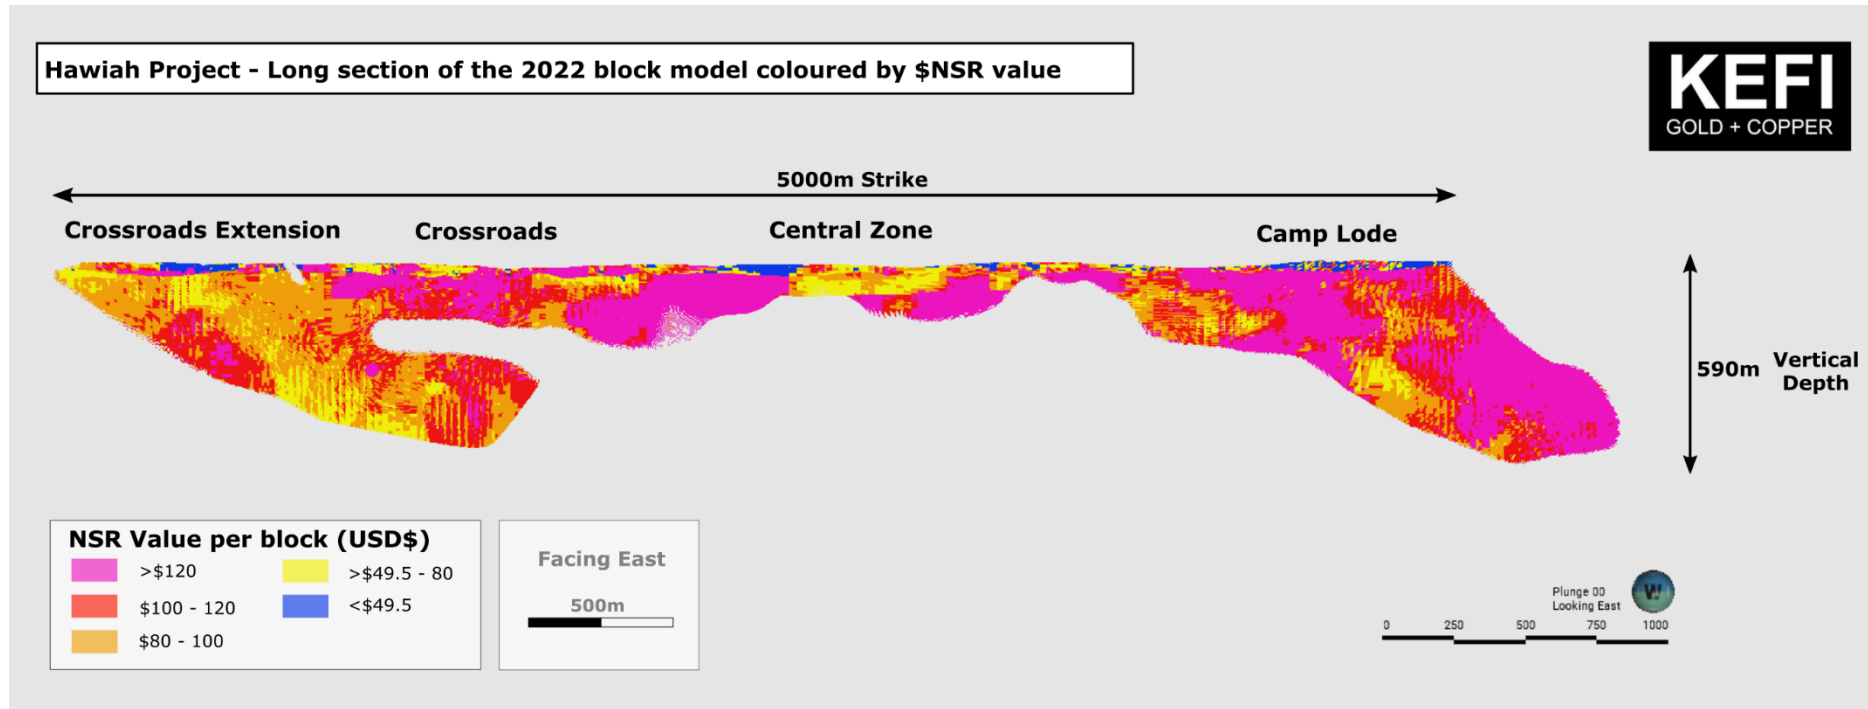 Hawiah Project - Long section of the 2022 block model coloured by $NSR value
KEFI
GOLD + COPPER
5000m Strike
Crossroads Extension
Crossroads
Central Zone
Camp Lode
590m
Vertical
Depth
NSR Value per block (USD$)
>$120
$100 - 120
$80 - 100
>$49.5 - 80
<$49.5
Facing East
500m
Plunge 00
Looking East
W
0 250 500 750 1000